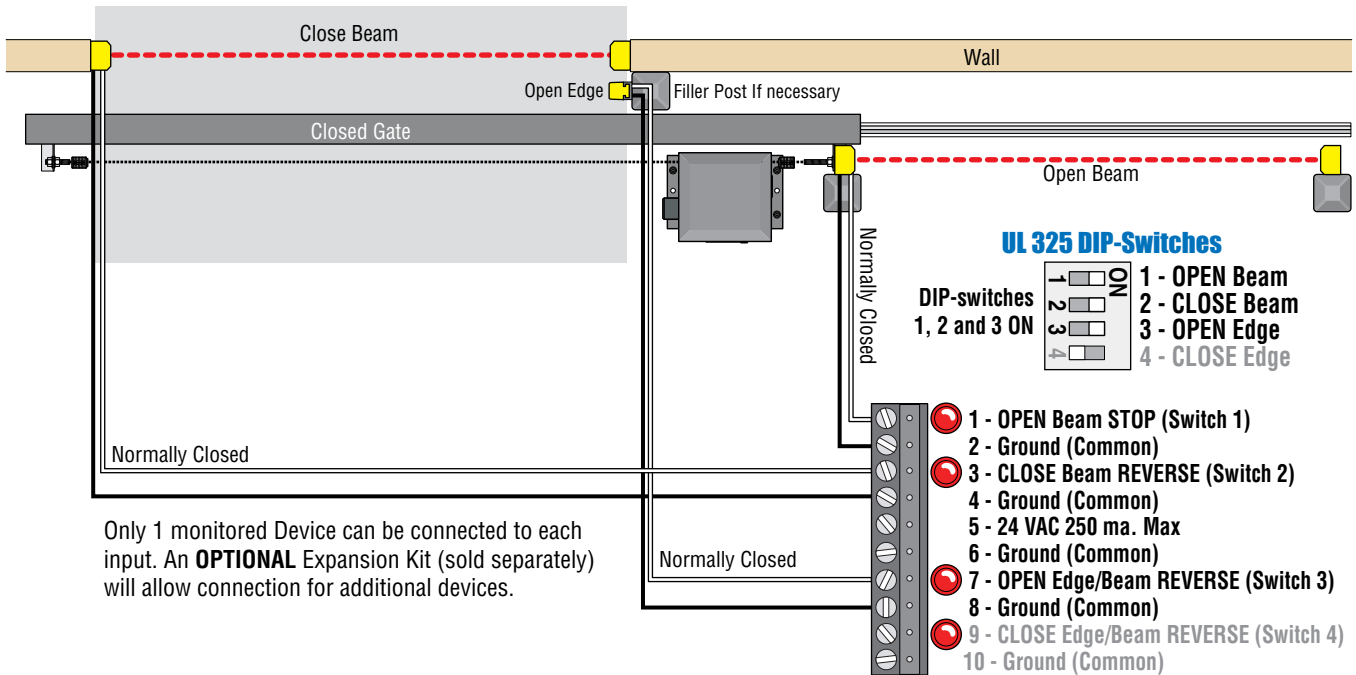 Close Beam
Wall
Open Edge
Filler Post If necessary
Closed Gate
Open Beam
Normally Closed
UL 325 DIP-Switches
DIP-switches
1, 2 and 3 ON
ON
1
2
3
4
1 - OPEN Beam
2 - CLOSE Beam
3 - OPEN Edge
4 - CLOSE Edge
1 - OPEN Beam STOP (Switch 1)
2 - Ground (Common)
3 - CLOSE Beam REVERSE (Switch 2)
4 - Ground (Common)
5 - 24 VAC 250 ma. Max
6 - Ground (Common)
7 - OPEN Edge/Beam REVERSE (Switch 3)
8 - Ground (Common)
9 - CLOSE Edge/Beam REVERSE (Switch 4)
10 - Ground (Common)
Normally Closed
Only 1 monitored Device can be connected to each
input. An OPTIONAL Expansion Kit (sold separately)
will allow connection for additional devices.
Normally Closed